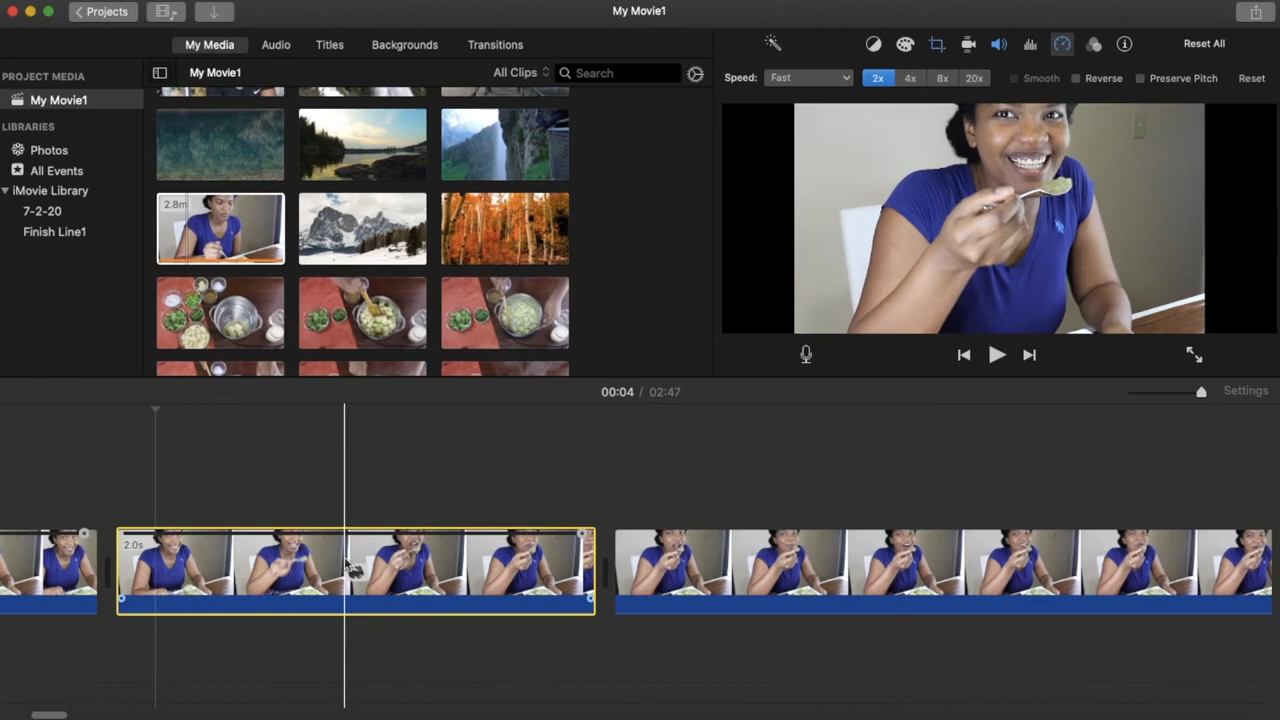 Projects
My Movie1
My Media Audio Titles Backgrounds Transitions
Reset All
PROJECT MEDIA
My Movie1
LIBRARIES
Photos
All Events
iMovie Library
7-2-20
Finish Line1
My Movie1 All Clips Search
2.8m
Speed: Fast 2x 4x 8x 20x Smooth Reverse Preserve Pitch Reset
00:04 / 02:47 Settings
2.0s